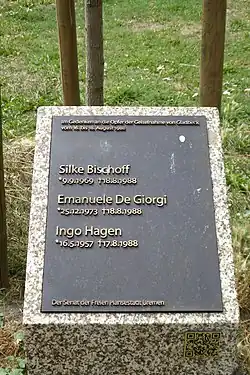 Im Gedenken an die Opfer der Geiselnahme von Gladbeck
vom 16. bis 18. August 1988
Silke Bischoff
*9.9.1969 †18.8.1988
Emanuele De Giorgi
*25.12.1973 †18.8.1988
Ingo Hagen
*16.5.1957 †17.8.1988
Der Senat der Freien Hansestadt Bremen